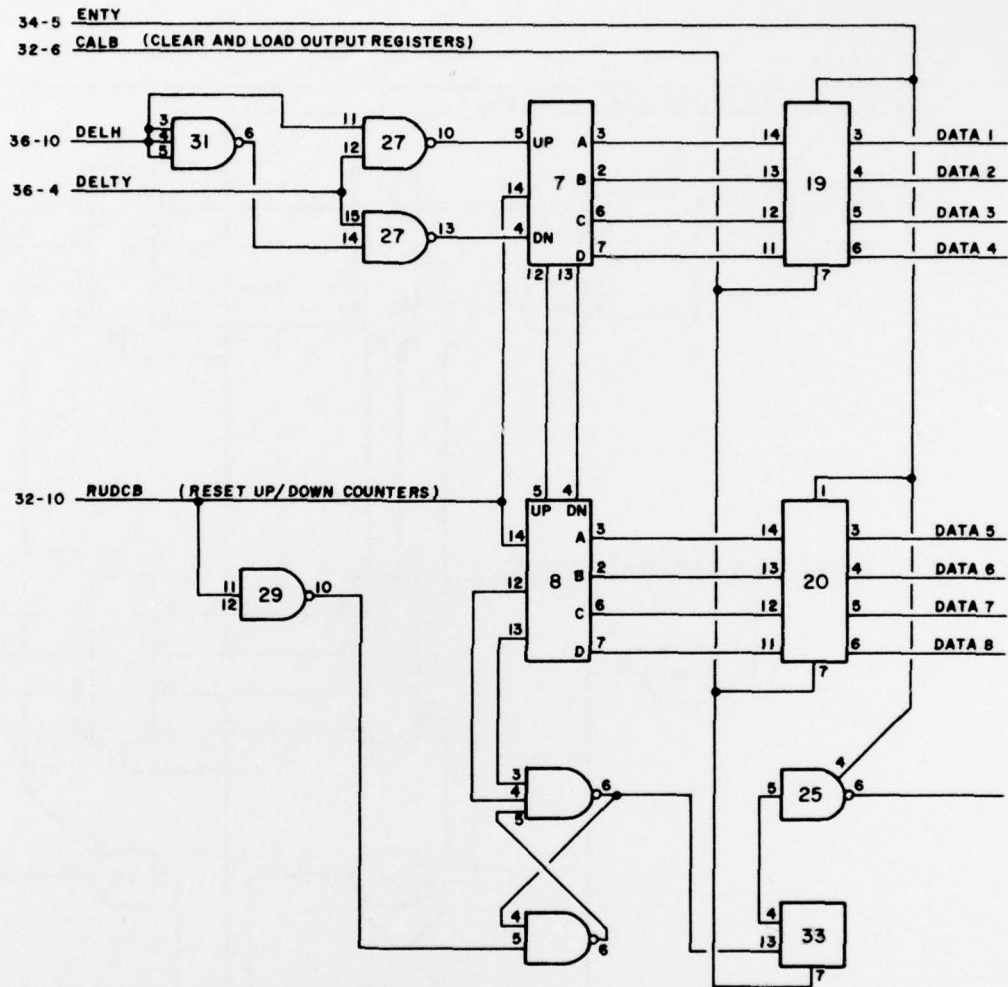 34-5 ENTY
32-6 CALB (CLEAR AND LOAD OUTPUT REGISTERS)
36-10 DELH
3 4 5 31 6
11 12 27 10
5 UP A 3
14 7 B 2
C 6
4 DN D 7
12 13
14 19 3 DATA 1
13 4 DATA 2
12 5 DATA 3
11 6 DATA 4
7
36-4 DELTY
15 14 27 13
32-10 RUDCB (RESET UP/DOWN COUNTERS)
11 12 29 10
5 4
UP DN
14 A 3
12 8 B 2
13 C 6
D 7
1
14 20 3 DATA 5
13 4 DATA 6
12 5 DATA 7
11 6 DATA 8
7
3 4 5 6
4 5 6
4
5 25 6
4
13 33
7